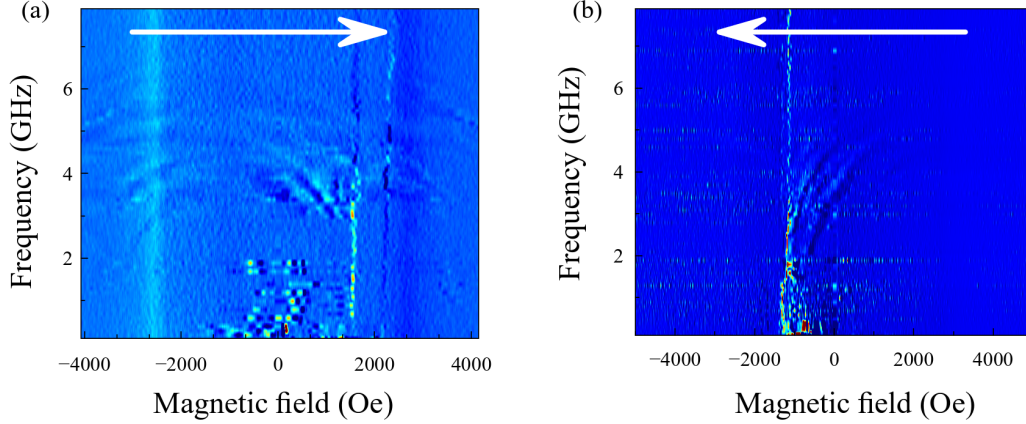 (a)
Frequency (GHz)
6
4
2
−4000 −2000 0 2000 4000
Magnetic field (Oe)
(b)
Frequency (GHz)
6
4
2
−4000 −2000 0 2000 4000
Magnetic field (Oe)